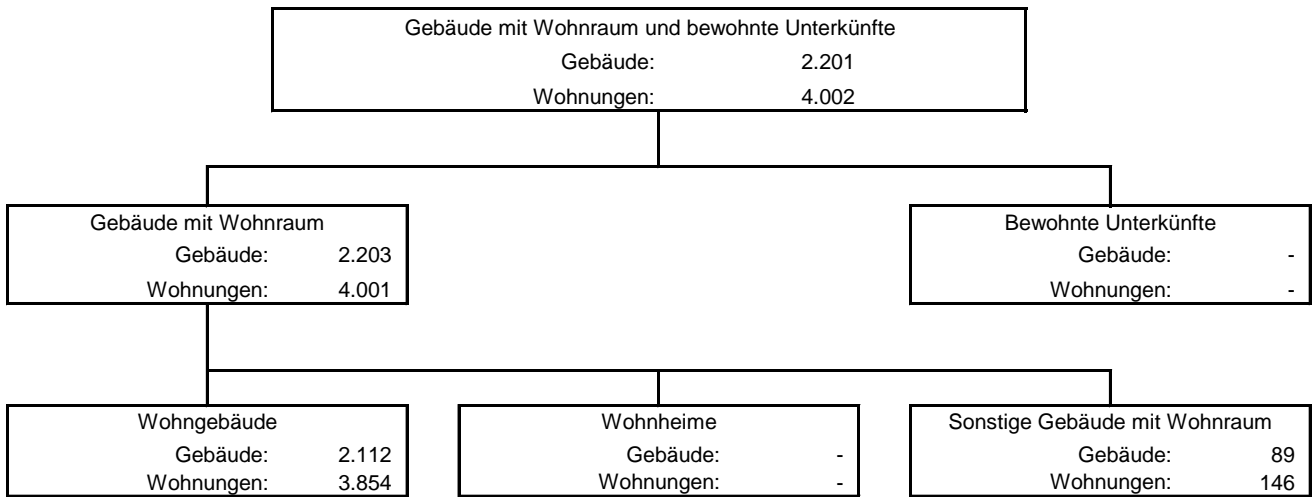 Gebäude mit Wohnraum und bewohnte Unterkünfte
Gebäude: 2.201
Wohnungen: 4.002
Gebäude mit Wohnraum
Gebäude: 2.203
Wohnungen: 4.001
Bewohnte Unterkünfte
Gebäude: -
Wohnungen: -
Wohngebäude
Gebäude: 2.112
Wohnungen: 3.854
Wohnheime
Gebäude: -
Wohnungen: -
Sonstige Gebäude mit Wohnraum
Gebäude: 89
Wohnungen: 146